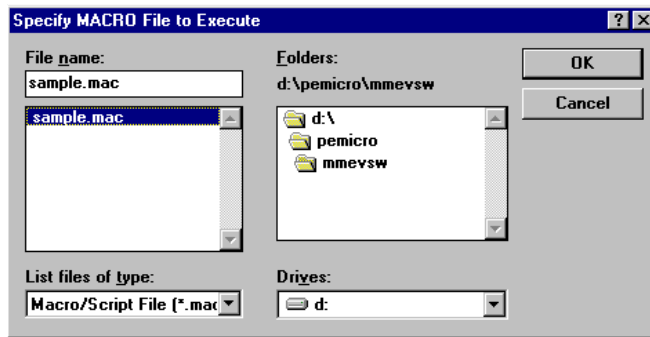 Specify MACRO File to Execute
File name:
sample.mac
sample.mac
List files of type:
Macro/Script File (*.mac
Folders:
d:\pemicro\mmevsw
d:\
pemicro
mmevsw
Drives:
d:
OK
Cancel